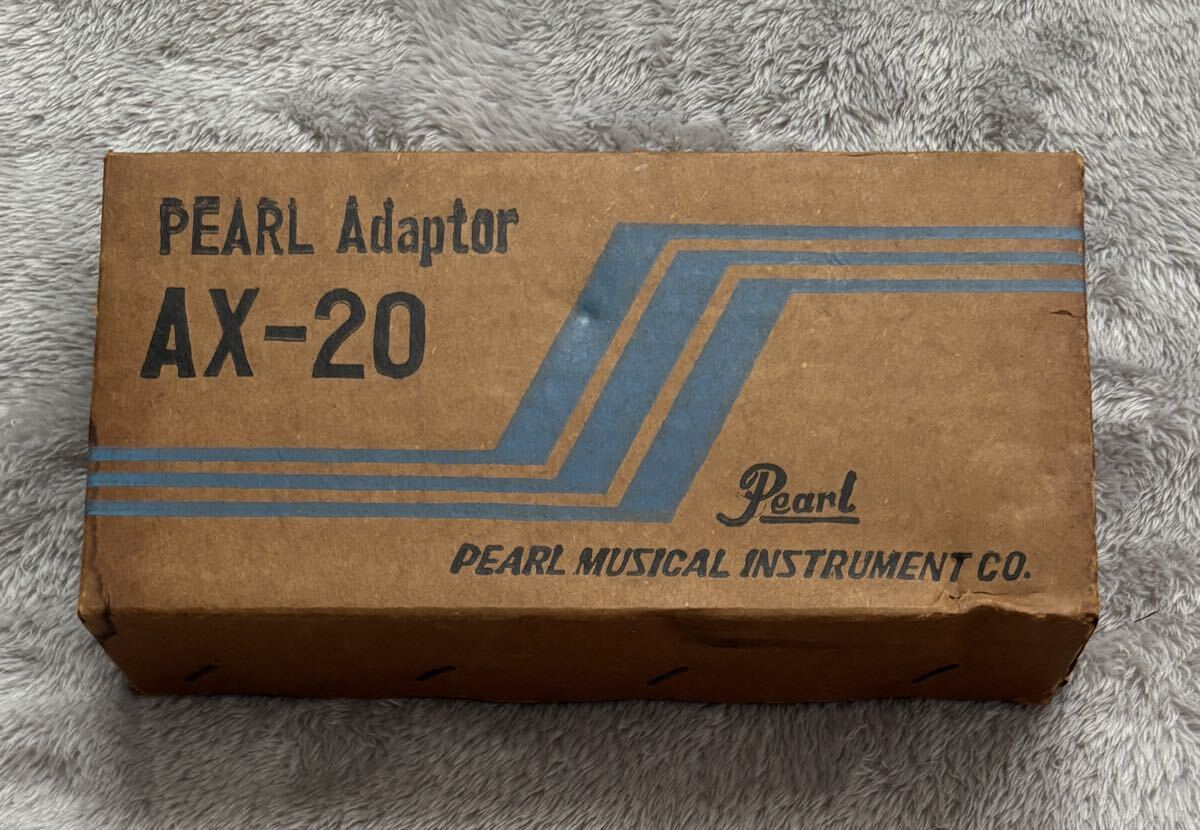 PEARL Adaptor
AX-20
Pearl
PEARL MUSICAL INSTRUMENT CO.